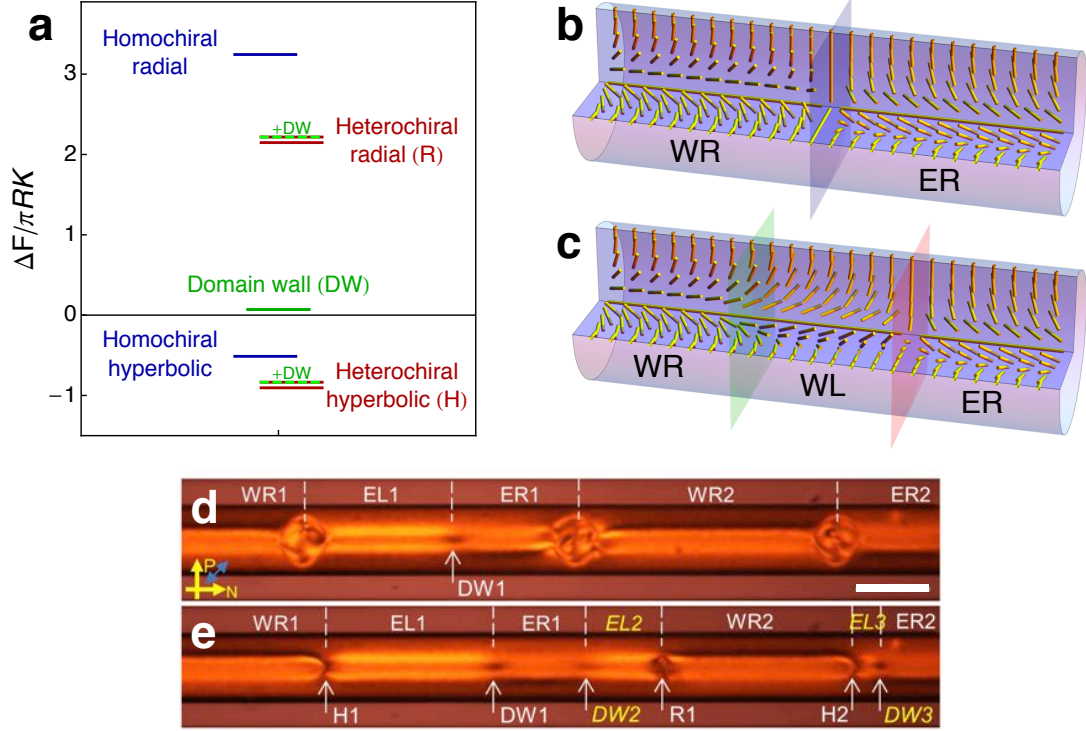 a
ΔF/πRK
3
2
1
0
−1
Homochiral
radial
+DW
Heterochiral
radial (R)
Domain wall (DW)
Homochiral
hyperbolic
+DW
Heterochiral
hyperbolic (H)
b
WR
ER
c
WR
WL
ER
d
WR1 EL1 ER1 WR2 ER2
P
N
DW1
e
WR1 EL1 ER1 EL2 WR2 EL3 ER2
H1 DW1 DW2 R1 H2 DW3